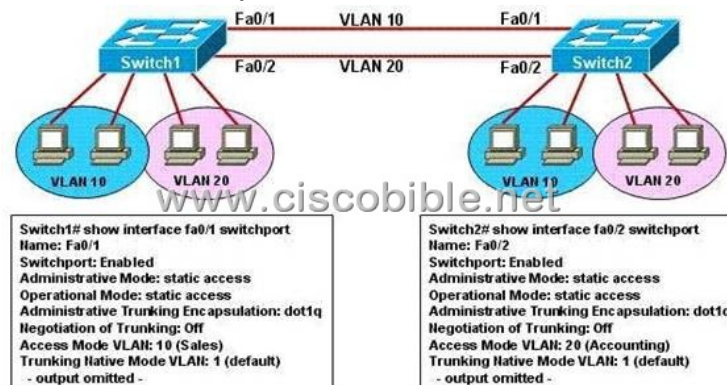 Fa0/1 VLAN 10 Fa0/1
Switch1 Switch2
Fa0/2 VLAN 20 Fa0/2
VLAN 10 VLAN 20 VLAN 10 VLAN 20
www.ciscobible.net
Switch1# show interface fa0/1 switchport
Name: Fa0/1
Switchport: Enabled
Administrative Mode: static access
Operational Mode: static access
Administrative Trunking Encapsulation: dot1q
Negotiation of Trunking: Off
Access Mode VLAN: 10 (Sales)
Trunking Native Mode VLAN: 1 (default)
- output omitted -
Switch2# show interface fa0/2 switchport
Name: Fa0/2
Switchport: Enabled
Administrative Mode: static access
Operational Mode: static access
Administrative Trunking Encapsulation: dot1q
Negotiation of Trunking: Off
Access Mode VLAN: 20 (Accounting)
Trunking Native Mode VLAN: 1 (default)
- output omitted -